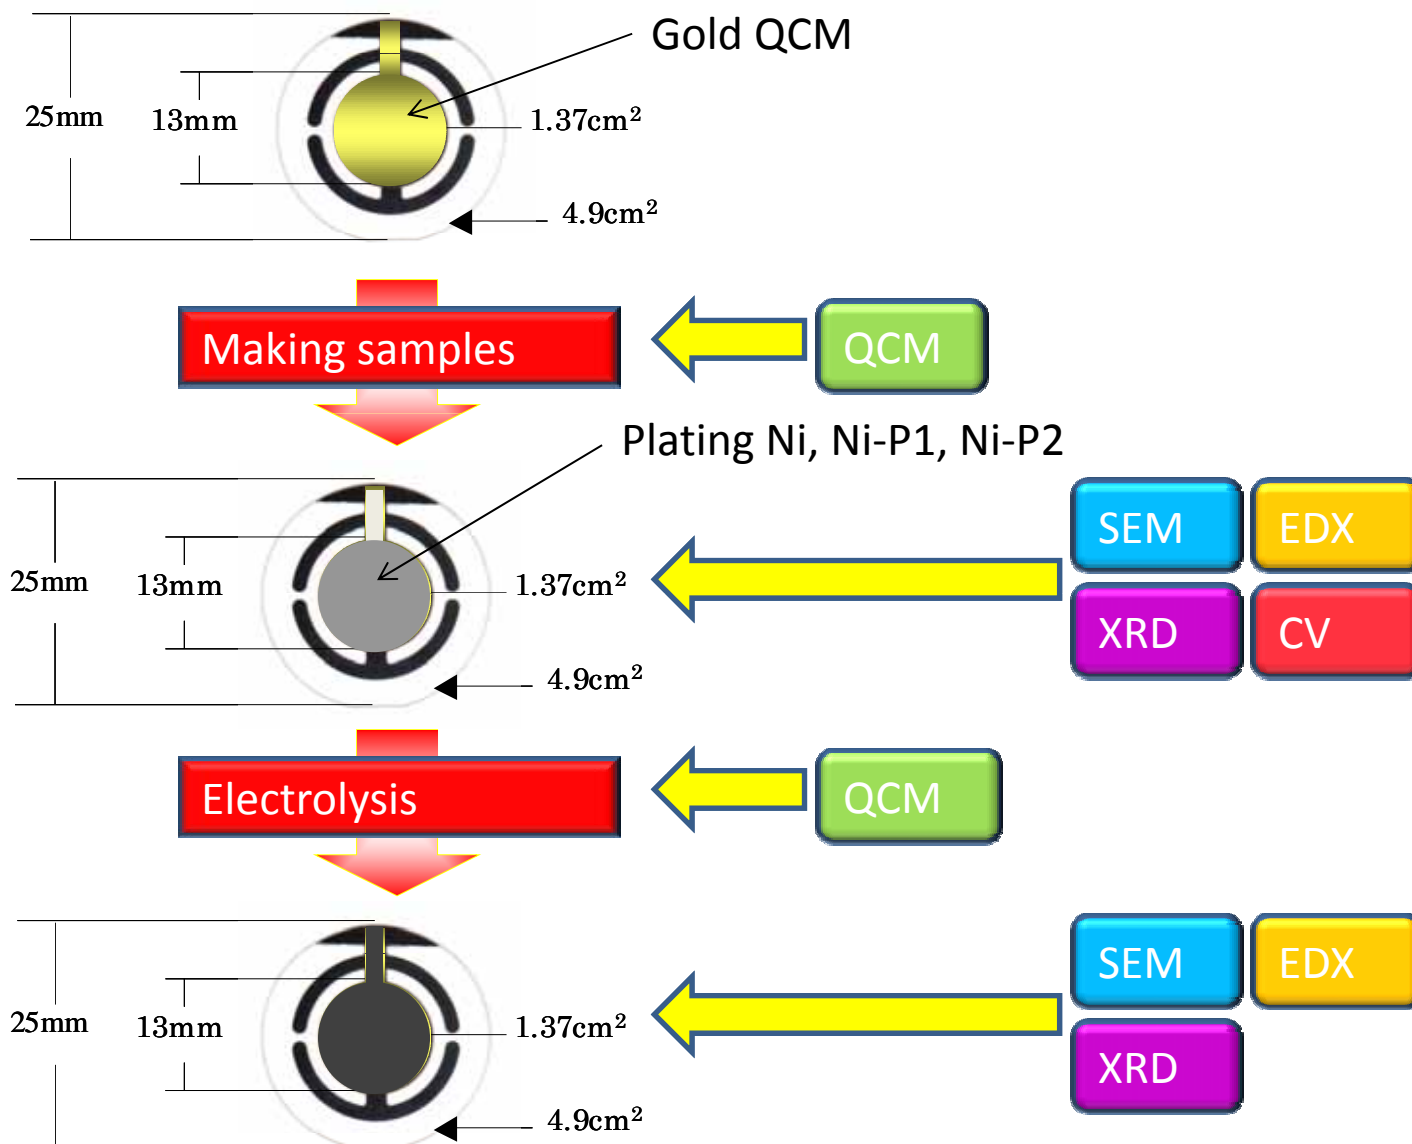 Gold QCM
25mm
13mm
1.37cm²
4.9cm²
Making samples
QCM
Plating Ni, Ni-P1, Ni-P2
SEM
EDX
25mm
13mm
1.37cm²
XRD
CV
4.9cm²
Electrolysis
QCM
SEM
EDX
25mm
13mm
1.37cm²
XRD
4.9cm²